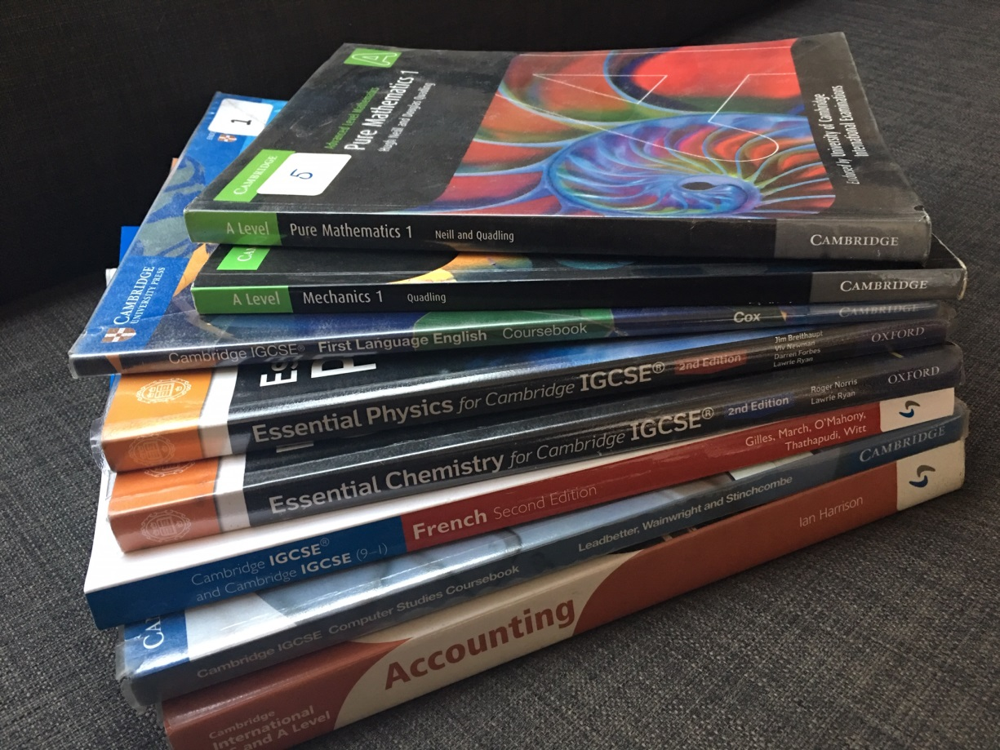 A
Advanced Level Mathematics
Pure Mathematics 1
Hugh Neill and Douglas Quadling
CAMBRIDGE
5
Endorsed by University of Cambridge
International Examinations
A Level Pure Mathematics 1 Neill and Quadling CAMBRIDGE
1
CA
A Level Mechanics 1 Quadling CAMBRIDGE
CAMBRIDGE
UNIVERSITY PRESS
Cambridge IGCSE® First Language English Coursebook Cox CAMBRIDGE
Es
P
Essential Physics for Cambridge IGCSE® 2nd Edition
Jim Breithaupt
Viv Newman
Darren Forbes
Lawrie Ryan
OXFORD
Essential Chemistry for Cambridge IGCSE® 2nd Edition
Roger Norris
Lawrie Ryan
OXFORD
Cambridge IGCSE®
and Cambridge IGCSE (9–1)
French Second Edition
Gilles, March, O'Mahony,
Thathapudi, Witt
CA
Cambridge IGCSE Computer Studies Coursebook Leadbetter, Wainwright and Stinchcombe CAMBRIDGE
Cambridge
International
and A Level
Accounting
Ian Harrison